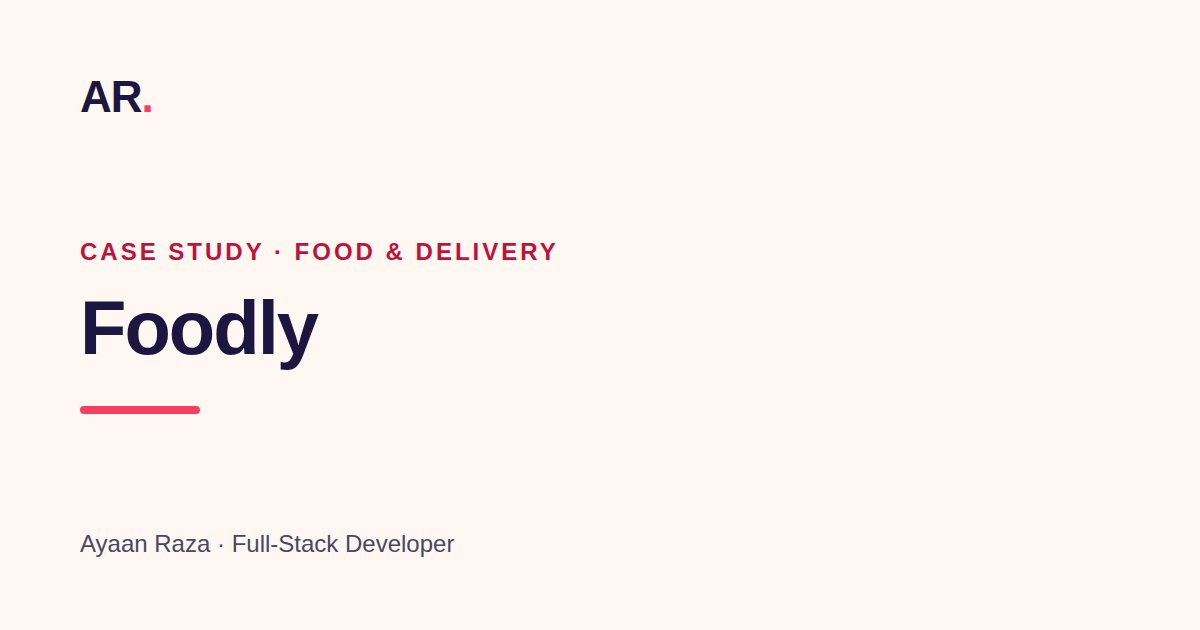 AR.
CASE STUDY · FOOD & DELIVERY
Foodly
Ayaan Raza · Full-Stack Developer